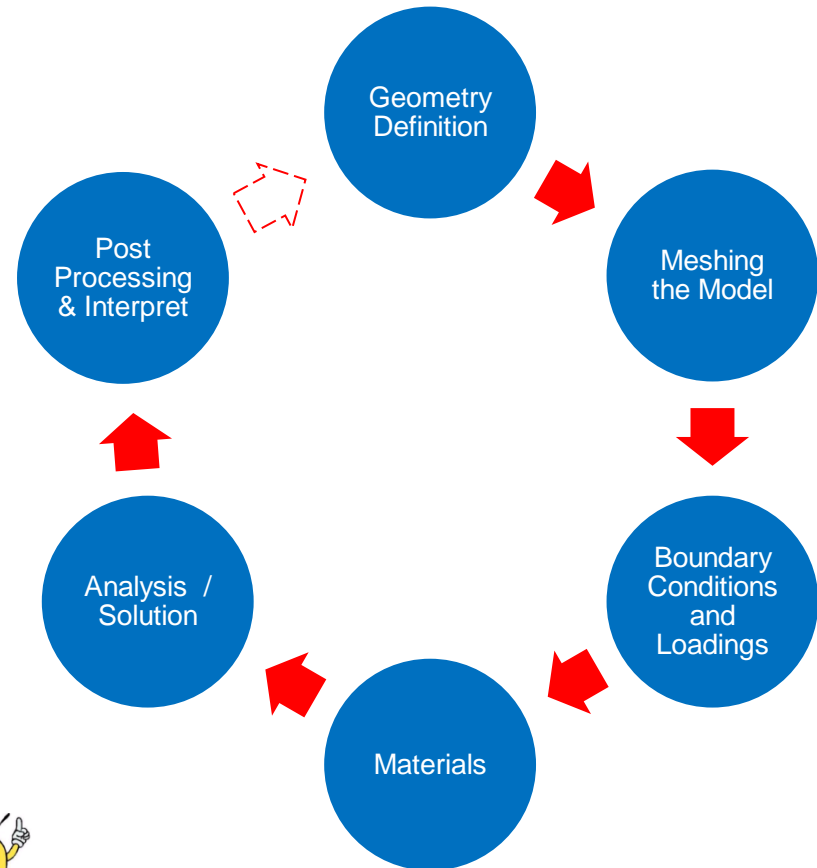 Geometry
Definition
Meshing
the Model
Boundary
Conditions
and
Loadings
Materials
Analysis /
Solution
Post
Processing
& Interpret